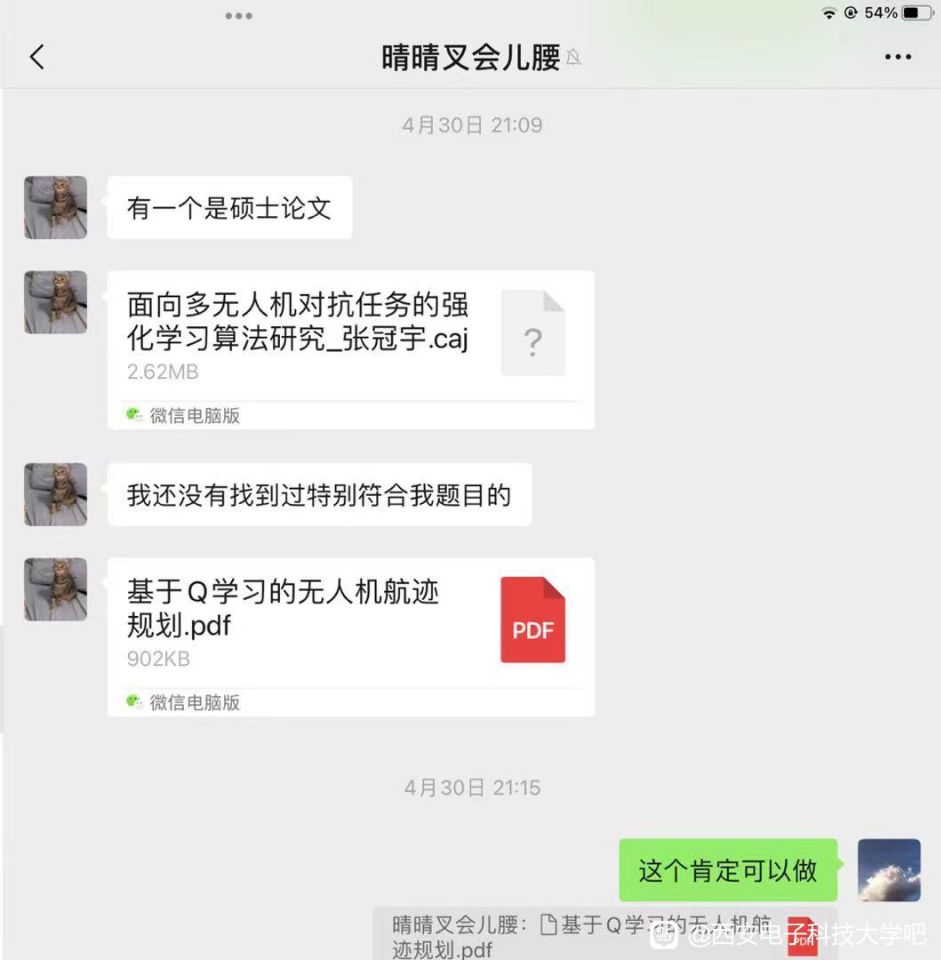 54%
晴晴叉会儿腰
4月30日 21:09
有一个是硕士论文
面向多无人机对抗任务的强
化学习算法研究_张冠宇.caj
?
2.62MB
微信电脑版
我还没有找到过特别符合我题目的
基于Q学习的无人机航迹
规划.pdf
PDF
902KB
微信电脑版
4月30日 21:15
这个肯定可以做
晴晴叉会儿腰：基于Q学习的无人机航
迹规划.pdf
PDF
@西安电子科技大学吧